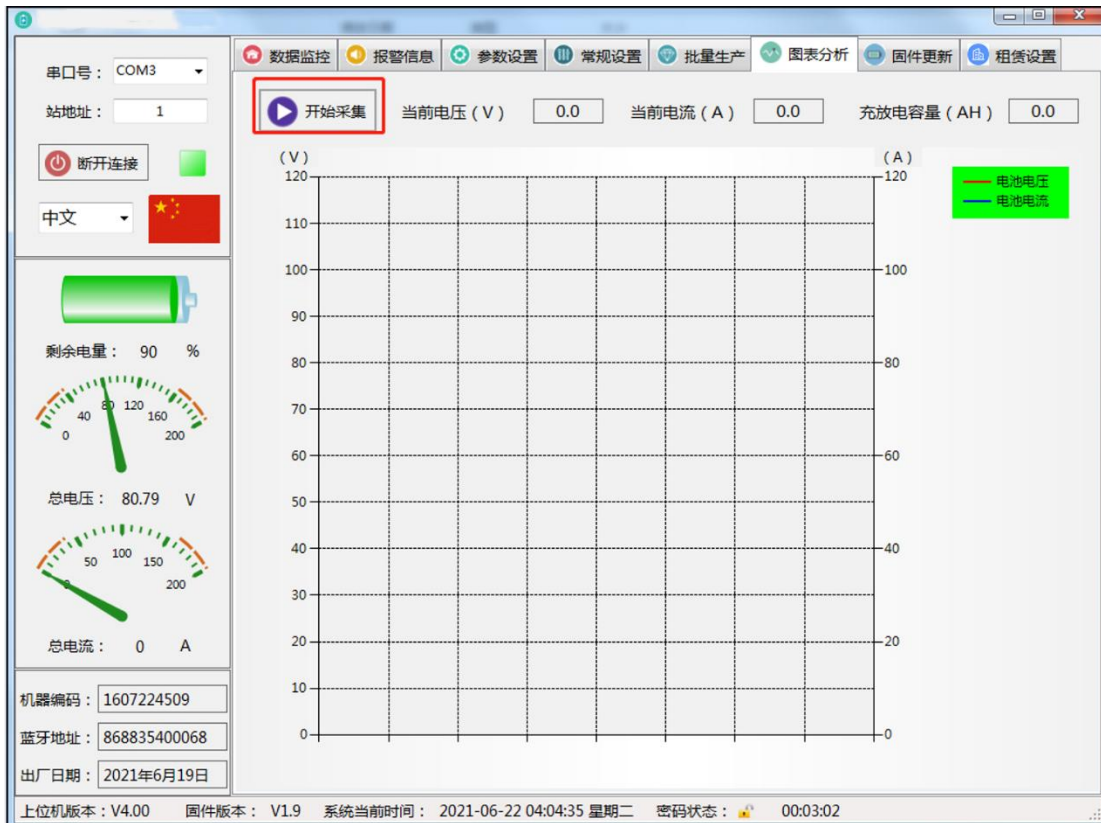 数据监控 报警信息 参数设置 常规设置 批量生产 图表分析 固件更新 租赁设置
串口号： COM3
站地址： 1
断开连接
中文
开始采集 当前电压（V） 0.0 当前电流（A） 0.0 充放电容量（AH） 0.0
（V） （A）
120 120
110
100 100
90
80 80
70
60 60
50
40 40
30
20 20
10
0 0
电池电压
电池电流
剩余电量： 90 %
0 40 80 120 160 200
总电压： 80.79 V
0 50 100 150 200
总电流： 0 A
机器编码： 1607224509
蓝牙地址： 868835400068
出厂日期： 2021年6月19日
上位机版本：V4.00 固件版本： V1.9 系统当前时间： 2021-06-22 04:04:35 星期二 密码状态： 00:03:02